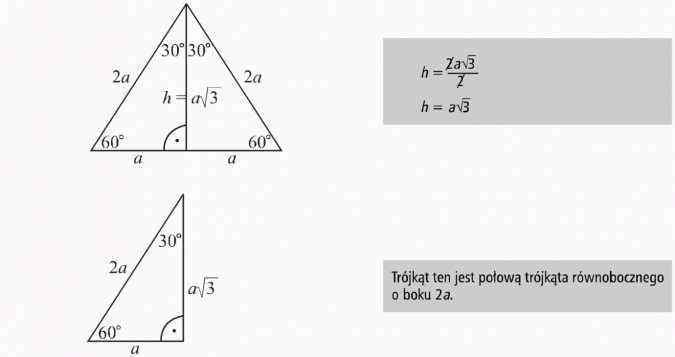 30° 30°
2a 2a
h = a√3
60° 60°
a a
h = 2a√3/2
h = a√3
30°
2a
a√3
60°
a
Trójkąt ten jest połową trójkąta równobocznego
o boku 2a.